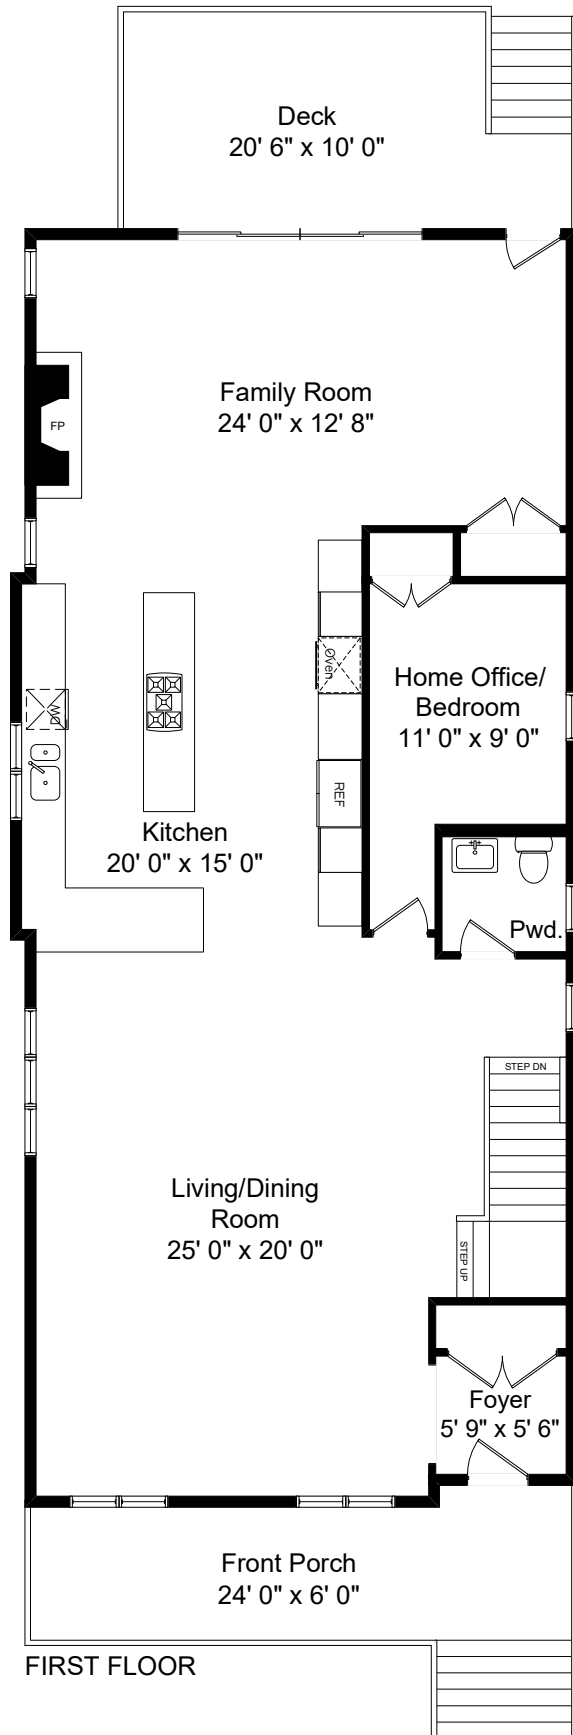 Deck
20' 6" x 10' 0"
Family Room
24' 0" x 12' 8"
FP
Oven
Home Office/
Bedroom
11' 0" x 9' 0"
DW
REF
Kitchen
20' 0" x 15' 0"
Pwd.
STEP DN
Living/Dining
Room
25' 0" x 20' 0"
STEP UP
Foyer
5' 9" x 5' 6"
Front Porch
24' 0" x 6' 0"
FIRST FLOOR